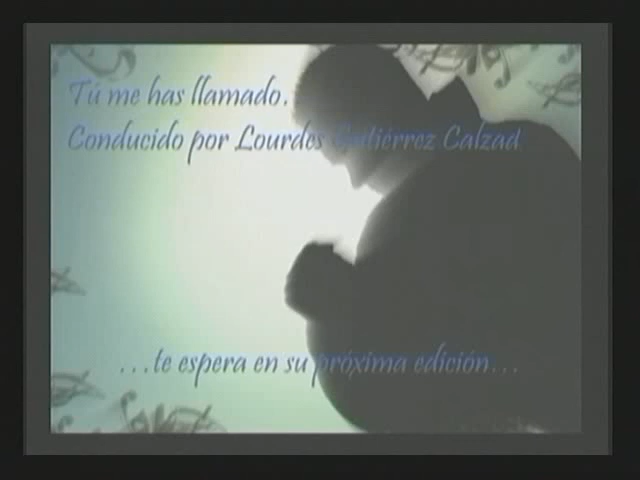 Tú me has llamado.
Conducido por Lourdes Gutiérrez Calzad
...te espera en su próxima edición...